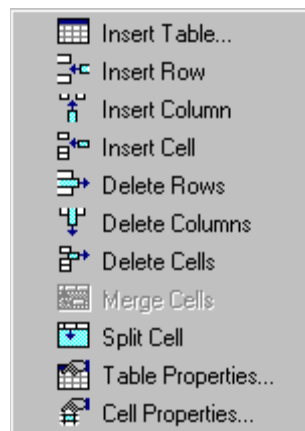 Insert Table...
Insert Row
Insert Column
Insert Cell
Delete Rows
Delete Columns
Delete Cells
Merge Cells
Split Cell
Table Properties...
Cell Properties...